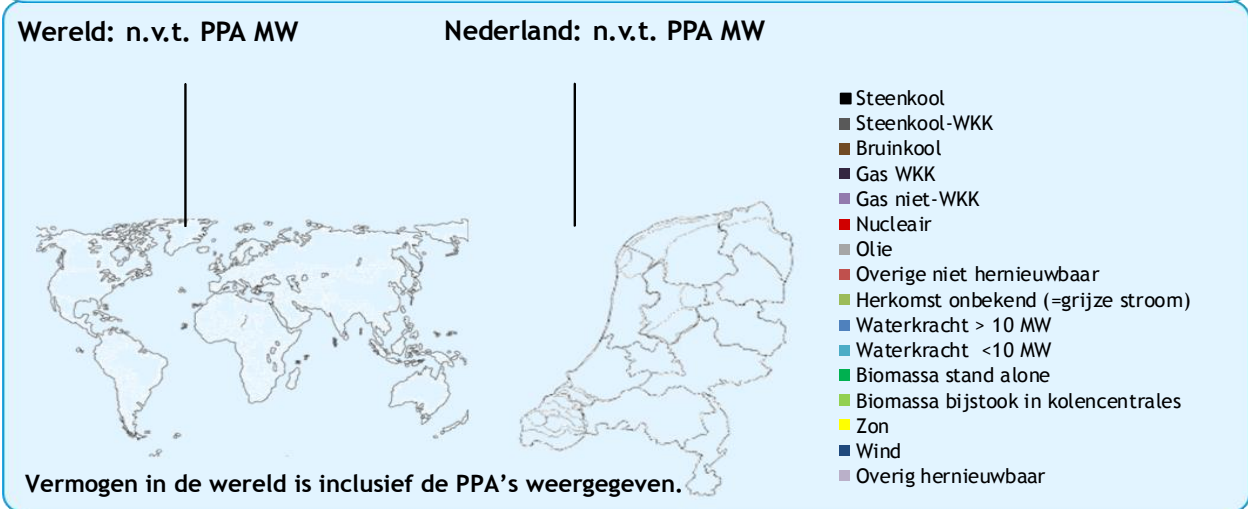 Wereld: n.v.t. PPA MW
Nederland: n.v.t. PPA MW
Steenkool
Steenkool-WKK
Bruinkool
Gas WKK
Gas niet-WKK
Nucleair
Olie
Overige niet hernieuwbaar
Herkomst onbekend (=grijze stroom)
Waterkracht > 10 MW
Waterkracht <10 MW
Biomassa stand alone
Biomassa bijstook in kolencentrales
Zon
Wind
Overig hernieuwbaar
Vermogen in de wereld is inclusief de PPA’s weergegeven.